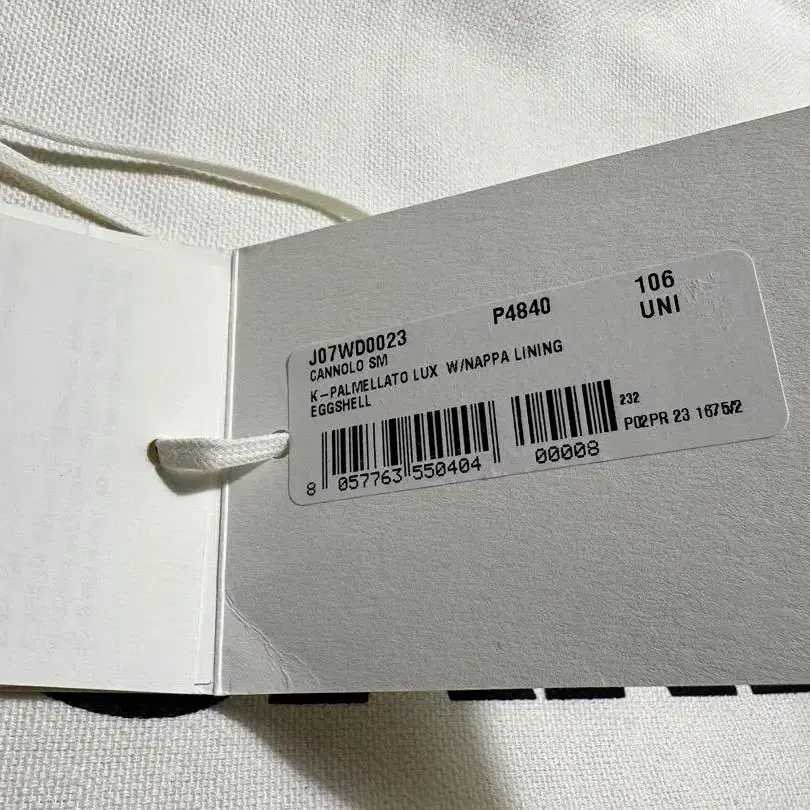 J07WD0023 P4840 106
CANNOLO SM UNI
K-PALMELLATO LUX W/NAPPA LINING
EGGSHELL
232
8 057763 550404 00008 P02PR 23 1675/2